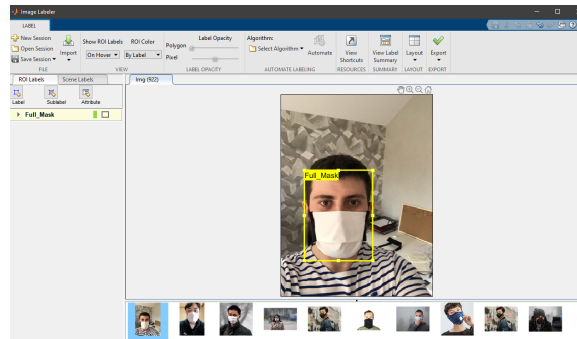 Image Labeler
LABEL
New Session
Open Session
Save Session
Import
Show ROI Labels
On Hover
ROI Color
By Label
Label Opacity
Polygon
Pixel
Algorithm:
Select Algorithm
Automate
View Shortcuts
View Label Summary
Layout
Export
FILE
VIEW
LABEL OPACITY
AUTOMATE LABELING
RESOURCES
SUMMARY
LAYOUT
EXPORT
ROI Labels
Scene Labels
Img (922)
Label
Sublabel
Attribute
Full_Mask
Full_Mask